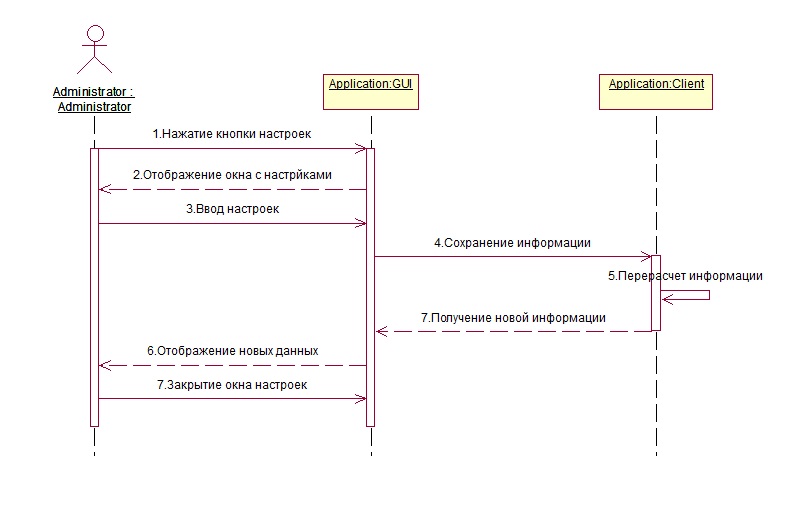 Administrator :
Administrator
Application:GUI
Application:Client
1.Нажатие кнопки настроек
2.Отображение окна с настрйками
3.Ввод настроек
4.Сохранение информации
5.Перерасчет информации
7.Получение новой информации
6.Отображение новых данных
7.Закрытие окна настроек